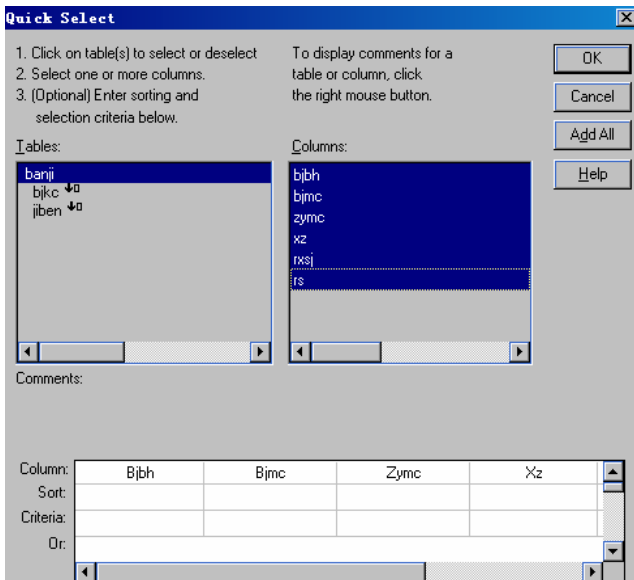 Quick Select
1. Click on table(s) to select or deselect
2. Select one or more columns.
3. (Optional) Enter sorting and
selection criteria below.
To display comments for a
table or column, click
the right mouse button.
OK
Cancel
Add All
Help
Tables:
banji
bjkc
jiben
Columns:
bjbh
bjmc
zymc
xz
rxsj
rs
Comments:
Column: Bjbh Bjmc Zymc Xz
Sort:
Criteria:
Or: